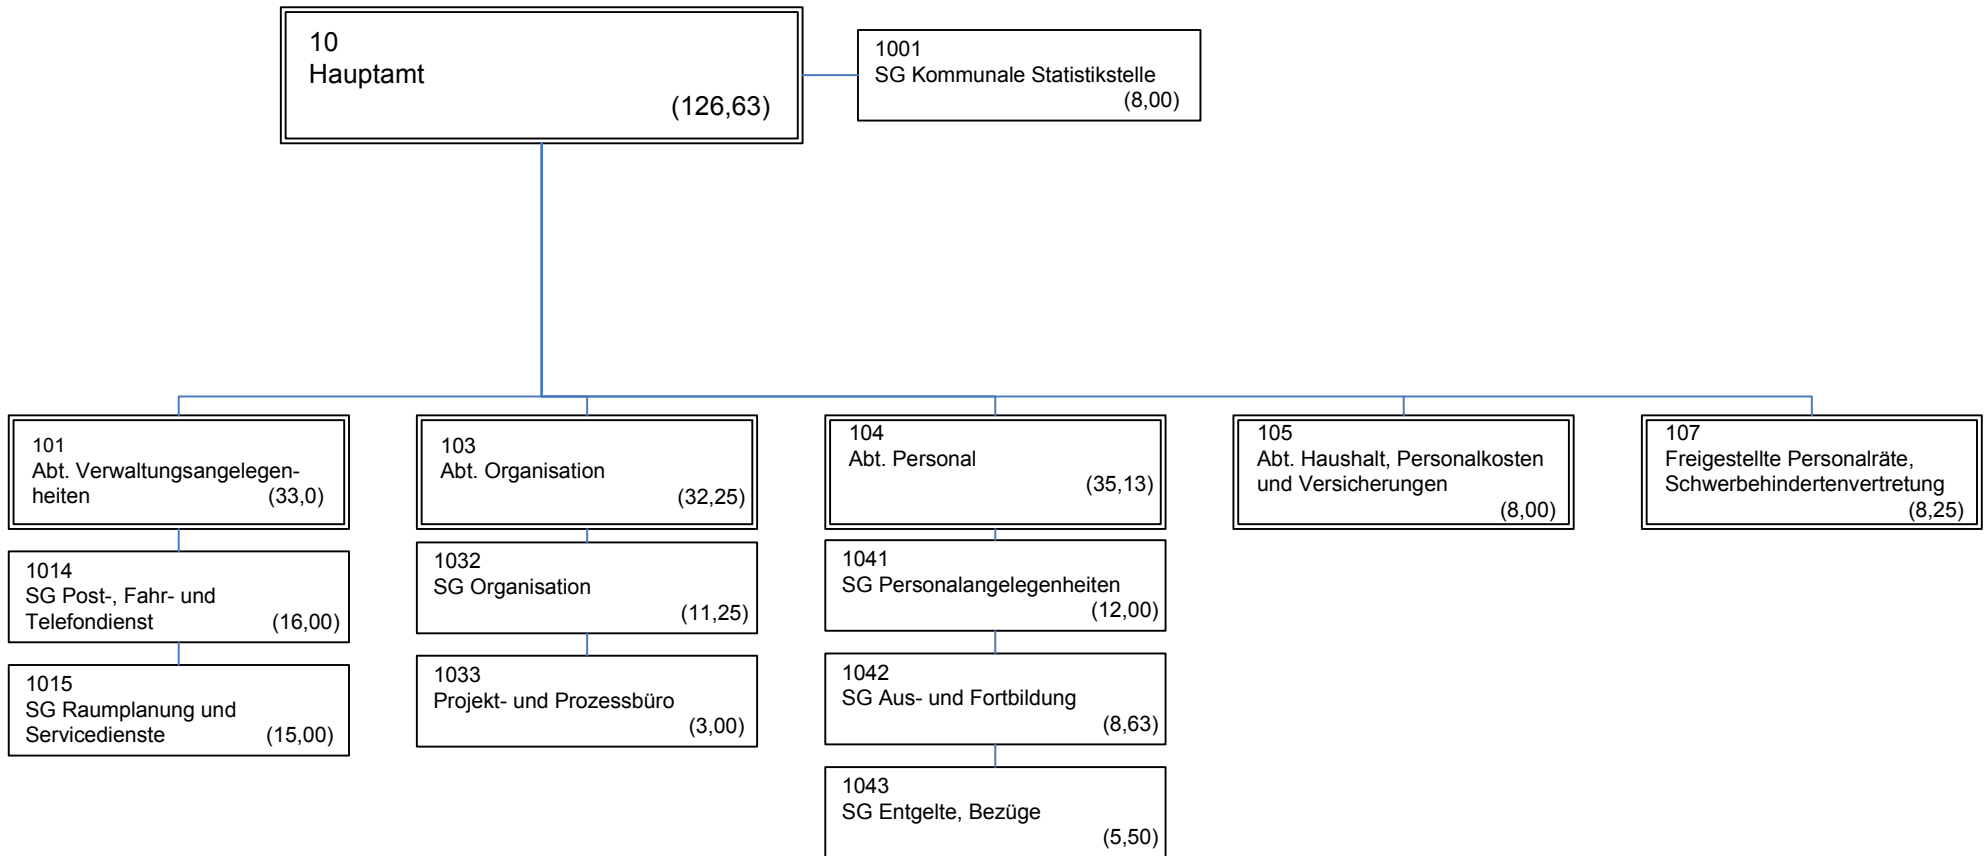 10
Hauptamt
(126,63)
1001
SG Kommunale Statistikstelle
(8,00)
101
Abt. Verwaltungsangelegen-
heiten (33,0)
1014
SG Post-, Fahr- und
Telefondienst (16,00)
1015
SG Raumplanung und
Servicedienste (15,00)
103
Abt. Organisation
(32,25)
1032
SG Organisation
(11,25)
1033
Projekt- und Prozessbüro
(3,00)
104
Abt. Personal
(35,13)
1041
SG Personalangelegenheiten
(12,00)
1042
SG Aus- und Fortbildung
(8,63)
1043
SG Entgelte, Bezüge
(5,50)
105
Abt. Haushalt, Personalkosten
und Versicherungen
(8,00)
107
Freigestellte Personalräte,
Schwerbehindertenvertretung
(8,25)